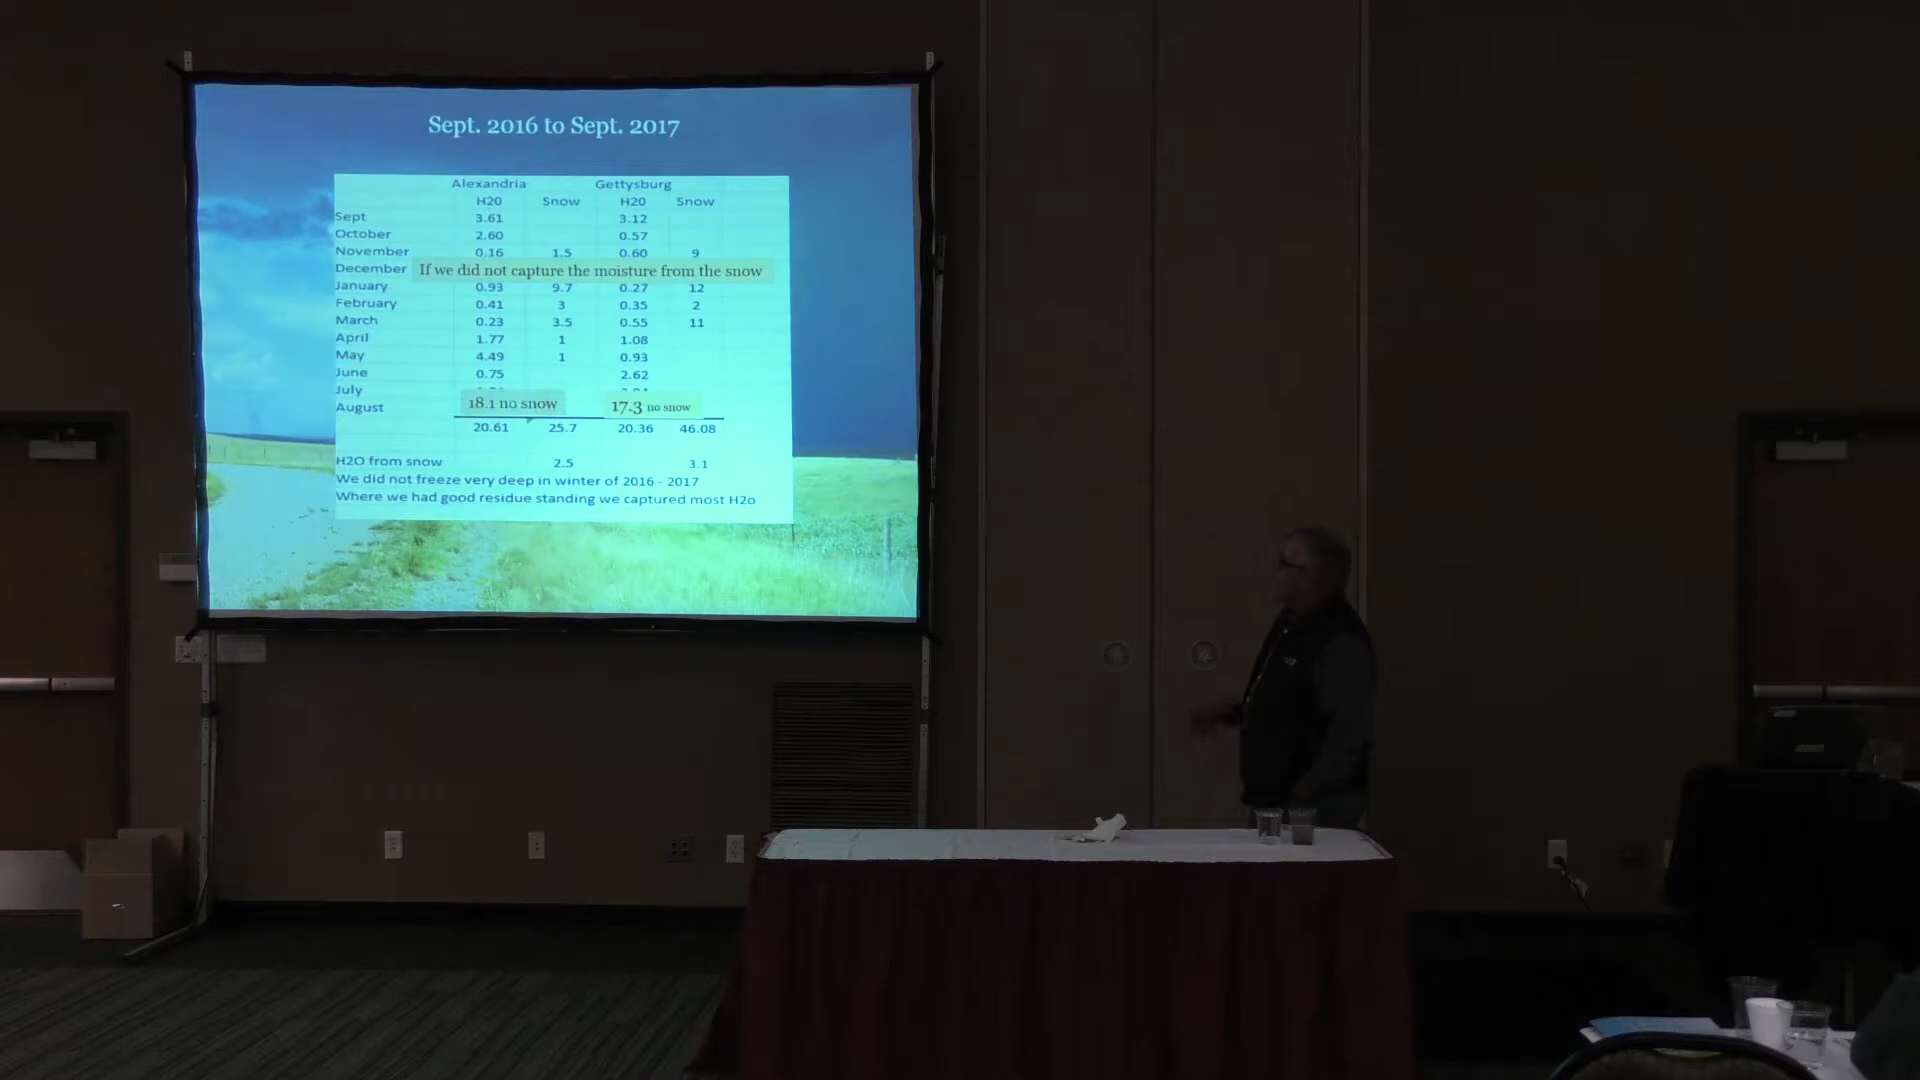 Sept. 2016 to Sept. 2017
Alexandria Gettysburg
H20 Snow H20 Snow
Sept 3.61 3.12
October 2.60 0.57
November 0.16 1.5 0.60 9
December If we did not capture the moisture from the snow
January 0.93 9.7 0.27 12
February 0.41 3 0.35 2
March 0.23 3.5 0.55 11
April 1.77 1 1.08
May 4.49 1 0.93
June 0.75 2.62
July
August 18.1 no snow 17.3 no snow
20.61 25.7 20.36 46.08
H2O from snow 2.5 3.1
We did not freeze very deep in winter of 2016 - 2017
Where we had good residue standing we captured most H2o